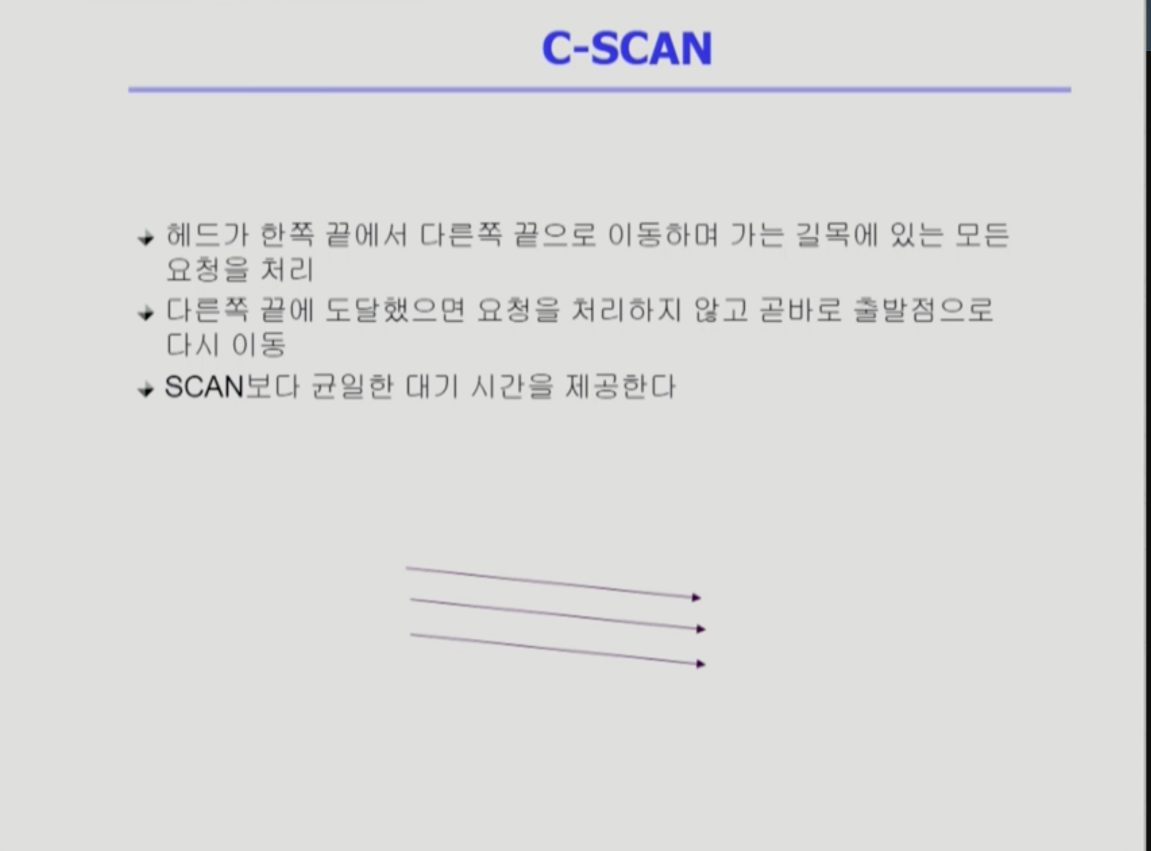 C-SCAN
헤드가 한쪽 끝에서 다른쪽 끝으로 이동하며 가는 길목에 있는 모든
요청을 처리
다른쪽 끝에 도달했으면 요청을 처리하지 않고 곧바로 출발점으로
다시 이동
SCAN보다 균일한 대기 시간을 제공한다